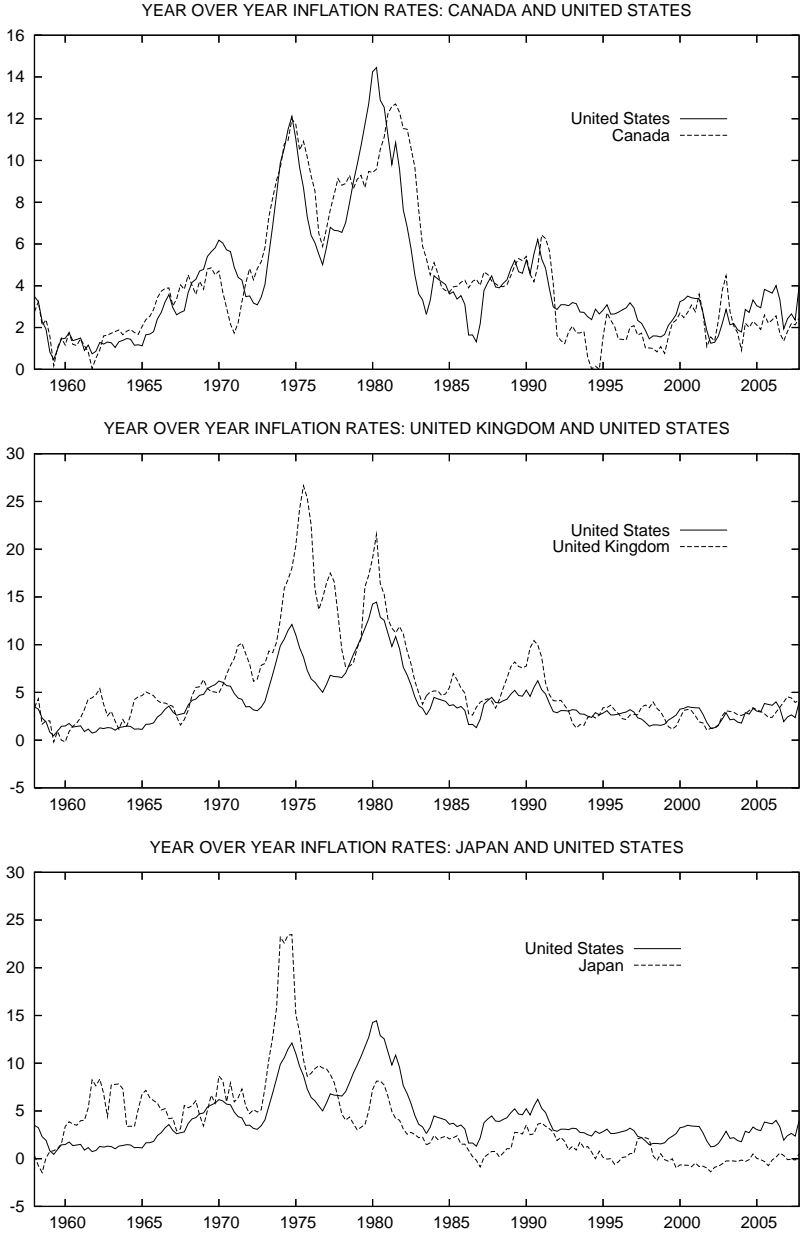 YEAR OVER YEAR INFLATION RATES: CANADA AND UNITED STATES
16
14
12
10
8
6
4
2
0
United States
Canada
1960 1965 1970 1975 1980 1985 1990 1995 2000 2005
YEAR OVER YEAR INFLATION RATES: UNITED KINGDOM AND UNITED STATES
30
25
20
15
10
5
0
-5
United States
United Kingdom
1960 1965 1970 1975 1980 1985 1990 1995 2000 2005
YEAR OVER YEAR INFLATION RATES: JAPAN AND UNITED STATES
30
25
20
15
10
5
0
-5
United States
Japan
1960 1965 1970 1975 1980 1985 1990 1995 2000 2005